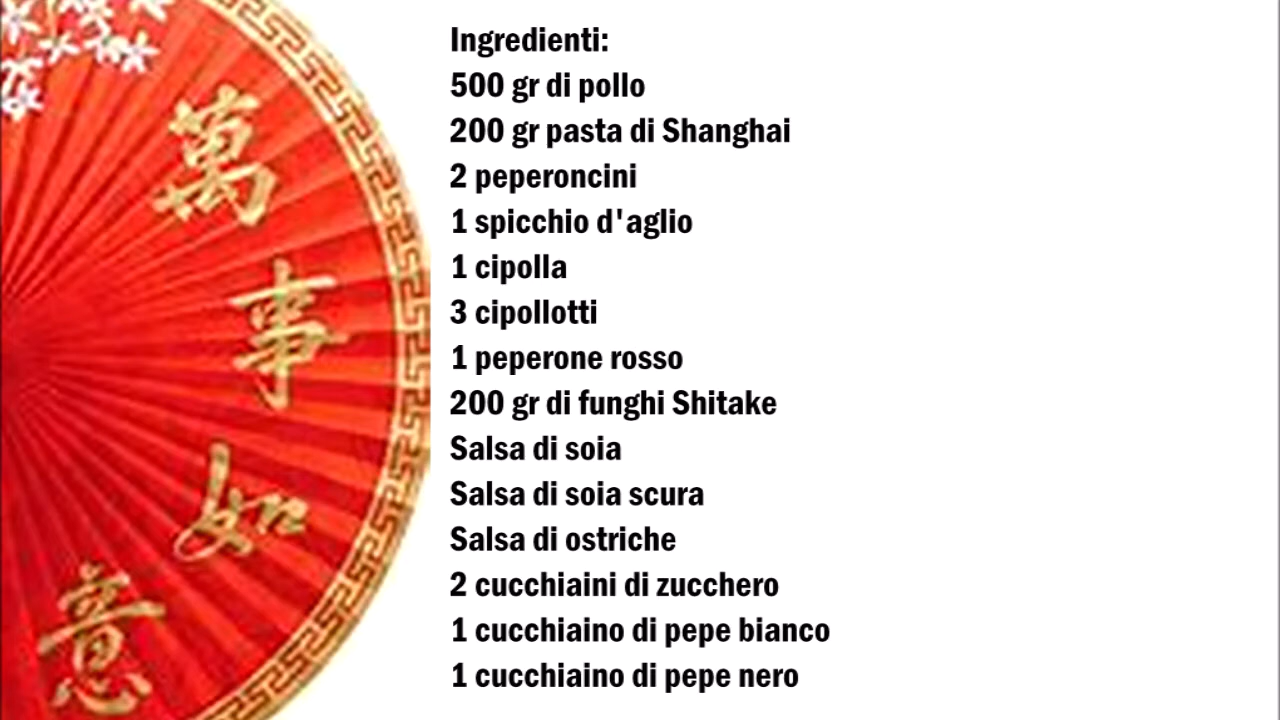 萬
事
如
意
Ingredienti:
500 gr di pollo
200 gr pasta di Shanghai
2 peperoncini
1 spicchio d'aglio
1 cipolla
3 cipollotti
1 peperone rosso
200 gr di funghi Shitake
Salsa di soia
Salsa di soia scura
Salsa di ostriche
2 cucchiaini di zucchero
1 cucchiaino di pepe bianco
1 cucchiaino di pepe nero